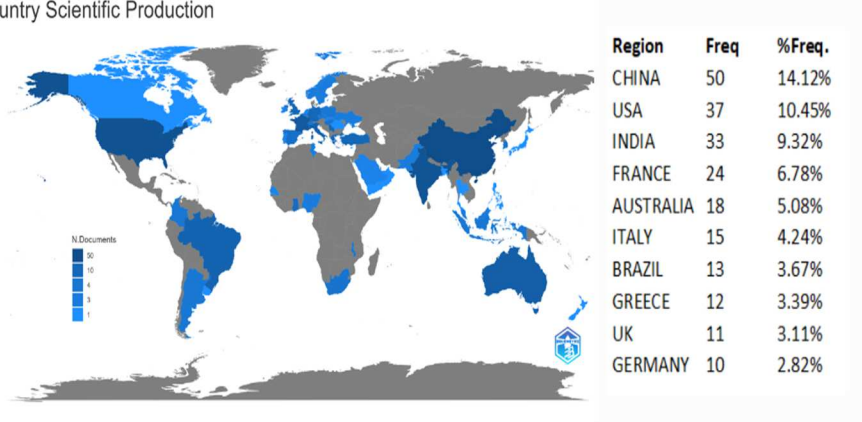 untry Scientific Production
N.Documents
50
10
4
3
1
Region Freq %Freq.
CHINA 50 14.12%
USA 37 10.45%
INDIA 33 9.32%
FRANCE 24 6.78%
AUSTRALIA 18 5.08%
ITALY 15 4.24%
BRAZIL 13 3.67%
GREECE 12 3.39%
UK 11 3.11%
GERMANY 10 2.82%